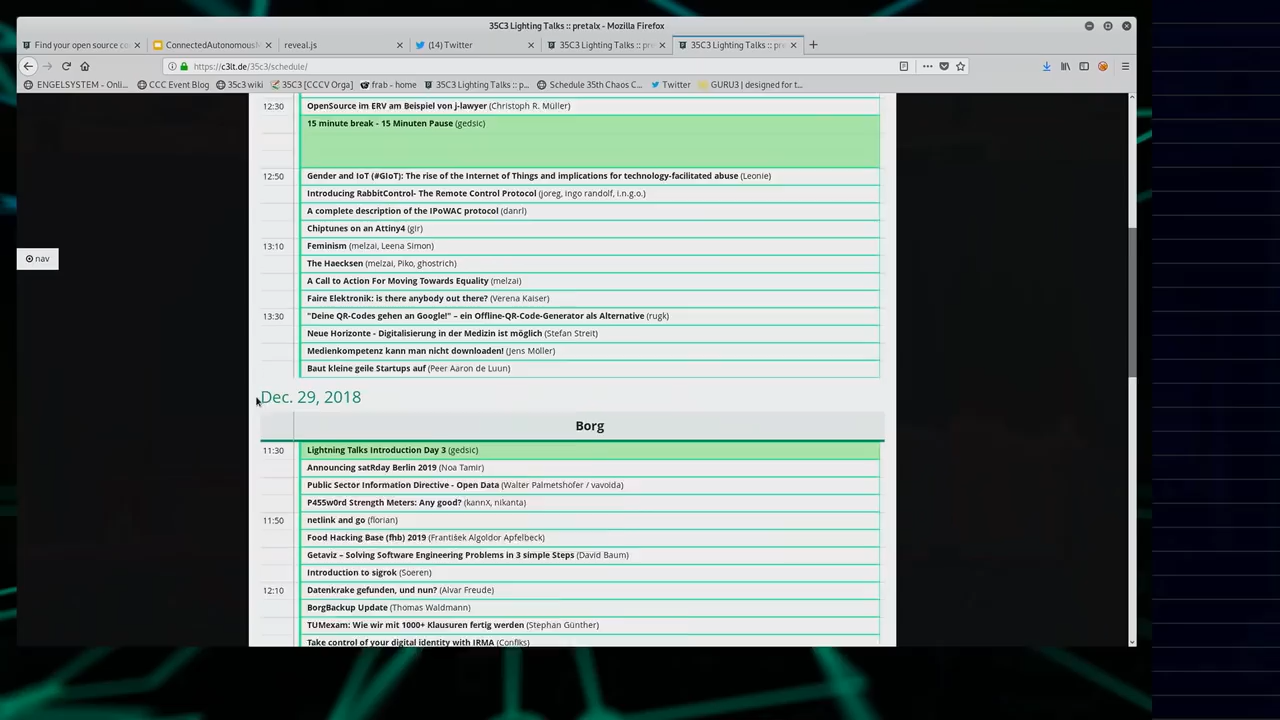 35C3 Lighting Talks :: pretalx - Mozilla Firefox
Find your open source co
ConnectedAutonomous
reveal.js
(14) Twitter
35C3 Lighting Talks :: pre
35C3 Lighting Talks :: pre
https://c3lt.de/35c3/schedule/
ENGELSYSTEM - Onli...
CCC Event Blog
35c3 wiki
35C3 [CCCV Orga]
frab - home
35C3 Lighting Talks :: p...
Schedule 35th Chaos C...
Twitter
GURU3 | designed for t...
nav
12:30 OpenSource im ERV am Beispiel von j-lawyer (Christoph R. Müller)
15 minute break - 15 Minuten Pause (gedsic)
12:50 Gender and IoT (#GIoT): The rise of the Internet of Things and implications for technology-facilitated abuse (Leonie)
Introducing RabbitControl- The Remote Control Protocol (joreg, ingo randolf, i.n.g.o.)
A complete description of the IPoWAC protocol (danrl)
Chiptunes on an Attiny4 (gir)
13:10 Feminism (melzai, Leena Simon)
The Haecksen (melzai, Piko, ghostrich)
A Call to Action For Moving Towards Equality (melzai)
Faire Elektronik: is there anybody out there? (Verena Kaiser)
13:30 "Deine QR-Codes gehen an Google!" – ein Offline-QR-Code-Generator als Alternative (rugk)
Neue Horizonte - Digitalisierung in der Medizin ist möglich (Stefan Streit)
Medienkompetenz kann man nicht downloaden! (Jens Möller)
Baut kleine geile Startups auf (Peer Aaron de Luun)
Dec. 29, 2018
Borg
11:30 Lightning Talks Introduction Day 3 (gedsic)
Announcing satRday Berlin 2019 (Noa Tamir)
Public Sector Information Directive - Open Data (Walter Palmetshofer / vavoida)
P455w0rd Strength Meters: Any good? (kannX, nikanta)
11:50 netlink and go (florian)
Food Hacking Base (fhb) 2019 (František Algoldor Apfelbeck)
Getaviz – Solving Software Engineering Problems in 3 simple Steps (David Baum)
Introduction to sigrok (Soeren)
12:10 Datenkrake gefunden, und nun? (Alvar Freude)
BorgBackup Update (Thomas Waldmann)
TUMexam: Wie wir mit 1000+ Klausuren fertig werden (Stephan Günther)
Take control of your digital identity with IRMA (Confiks)